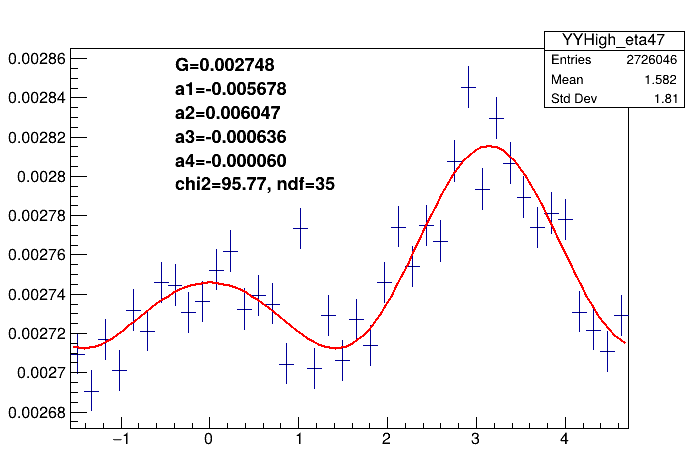 YYHigh_eta47
Entries 2726046
Mean 1.582
Std Dev 1.81
G=0.002748
a1=-0.005678
a2=0.006047
a3=-0.000636
a4=-0.000060
chi2=95.77, ndf=35
0.00286
0.00284
0.00282
0.0028
0.00278
0.00276
0.00274
0.00272
0.0027
0.00268
−1 0 1 2 3 4